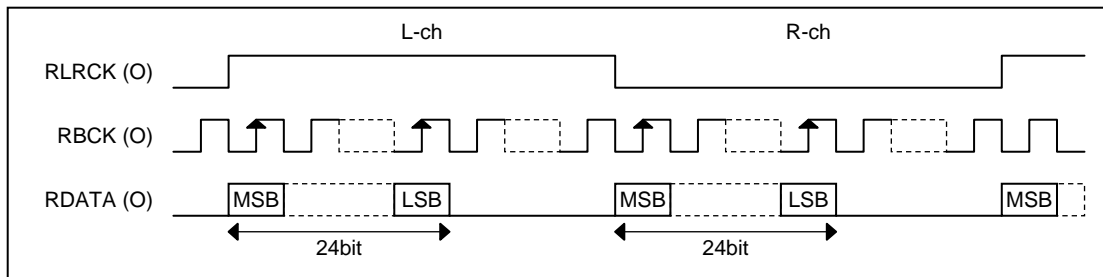 L-ch R-ch
RLRCK (O)
RBCK (O)
RDATA (O) MSB LSB MSB LSB MSB
24bit 24bit